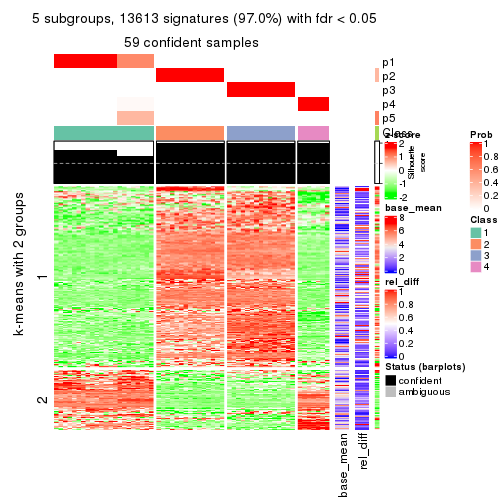 5 subgroups, 13613 signatures (97.0%) with fdr < 0.05
59 confident samples
p1
p2
p3
p4
p5
Class
Silhouette
score
k-means with 2 groups
1
2
base_mean
rel_diff
z-score
2
1
0
-1
-2
base_mean
8
6
4
2
0
rel_diff
1
0.8
0.6
0.4
0.2
0
Status (barplots)
confident
ambiguous
Prob
1
0.8
0.6
0.4
0.2
0
Class
1
2
3
4